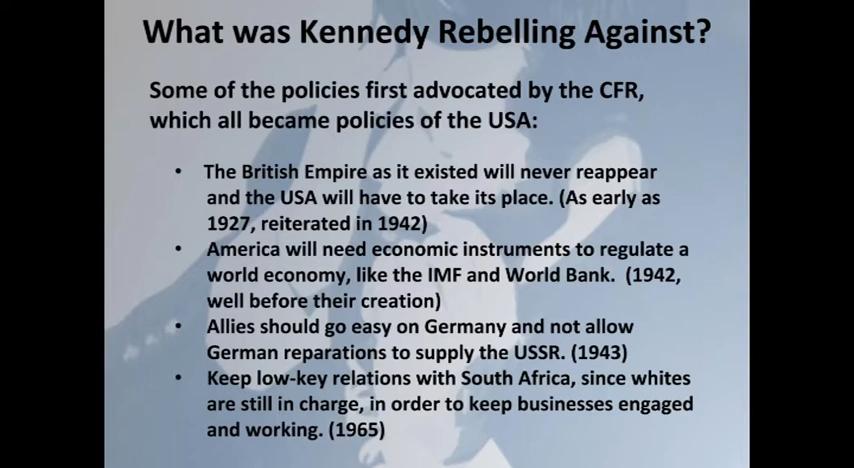 What was Kennedy Rebelling Against?
Some of the policies first advocated by the CFR,
which all became policies of the USA:
• The British Empire as it existed will never reappear
and the USA will have to take its place. (As early as
1927, reiterated in 1942)
• America will need economic instruments to regulate a
world economy, like the IMF and World Bank. (1942,
well before their creation)
• Allies should go easy on Germany and not allow
German reparations to supply the USSR. (1943)
• Keep low-key relations with South Africa, since whites
are still in charge, in order to keep businesses engaged
and working. (1965)